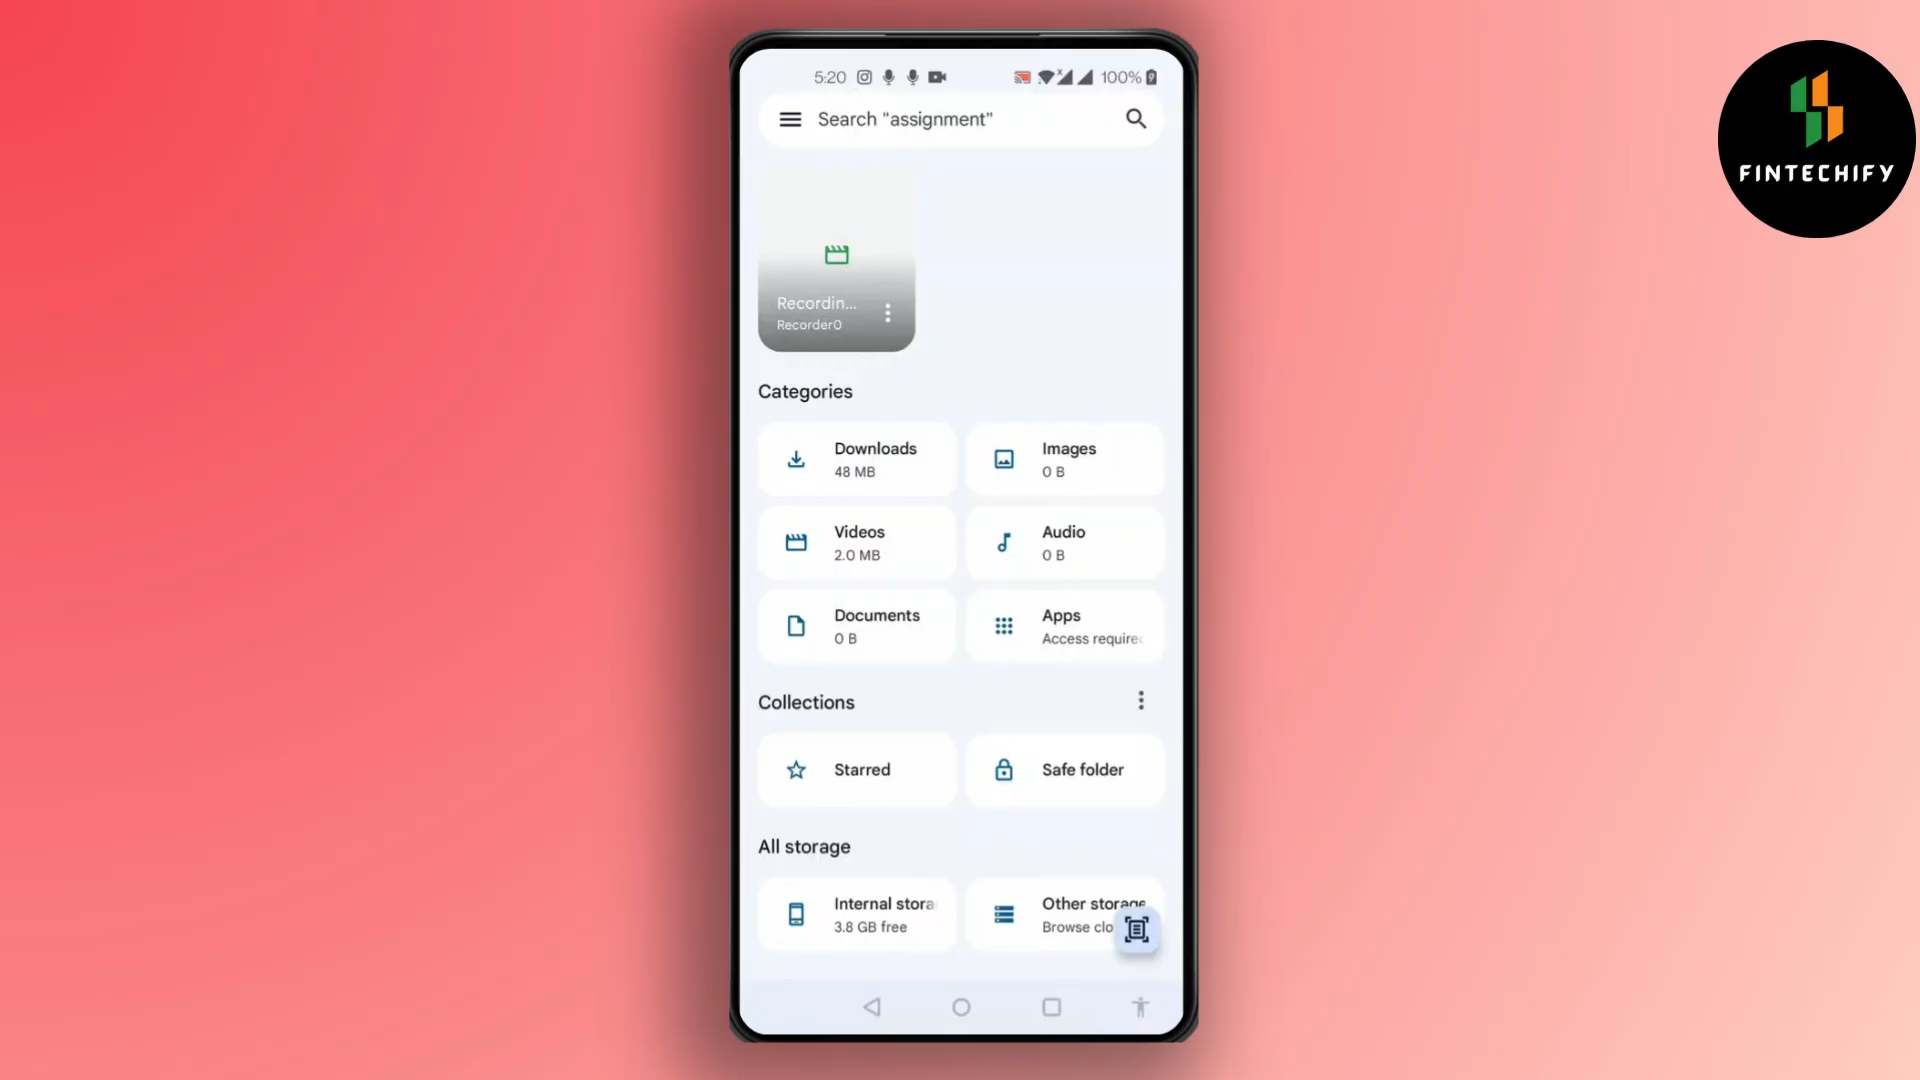 5:20
100%
Search "assignment"
FINTECHIFY
Recordin...
Recorder0
Categories
Downloads
48 MB
Images
0 B
Videos
2.0 MB
Audio
0 B
Documents
0 B
Apps
Access require
Collections
Starred
Safe folder
All storage
Internal stora
3.8 GB free
Other storage
Browse clo